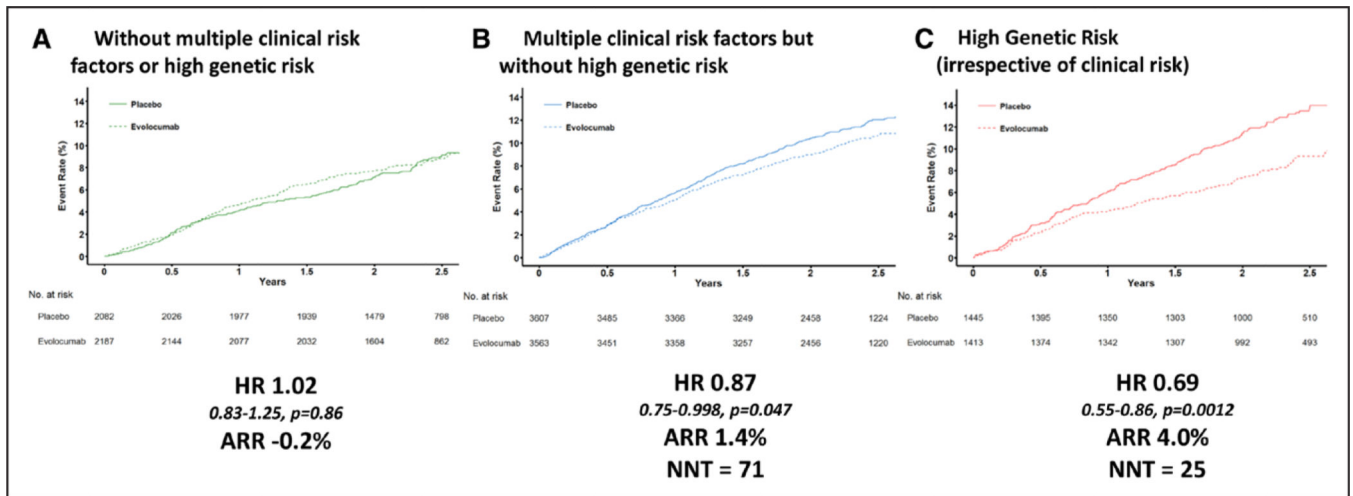 A Without multiple clinical risk
factors or high genetic risk
14
12
10
8
6
4
2
0
Event Rate (%)
Placebo
Evolocumab
0 0.5 1 1.5 2 2.5
Years
No. at risk
Placebo 2082 2026 1977 1939 1479 798
Evolocumab 2187 2144 2077 2032 1604 862
HR 1.02
0.83-1.25, p=0.86
ARR -0.2%
B Multiple clinical risk factors but
without high genetic risk
14
12
10
8
6
4
2
0
Event Rate (%)
Placebo
Evolocumab
0 0.5 1 1.5 2 2.5
Years
No. at risk
Placebo 3607 3485 3366 3249 2458 1224
Evolocumab 3563 3451 3358 3257 2456 1220
HR 0.87
0.75-0.998, p=0.047
ARR 1.4%
NNT = 71
C High Genetic Risk
(irrespective of clinical risk)
14
12
10
8
6
4
2
0
Event Rate (%)
Placebo
Evolocumab
0 0.5 1 1.5 2 2.5
Years
No. at risk
Placebo 1445 1395 1350 1303 1000 510
Evolocumab 1413 1374 1342 1307 992 493
HR 0.69
0.55-0.86, p=0.0012
ARR 4.0%
NNT = 25